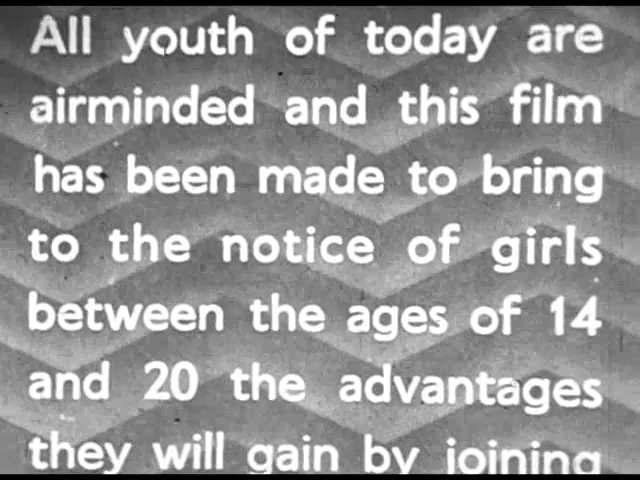 All youth of today are
airminded and this film
has been made to bring
to the notice of girls
between the ages of 14
and 20 the advantages
they will gain by joining